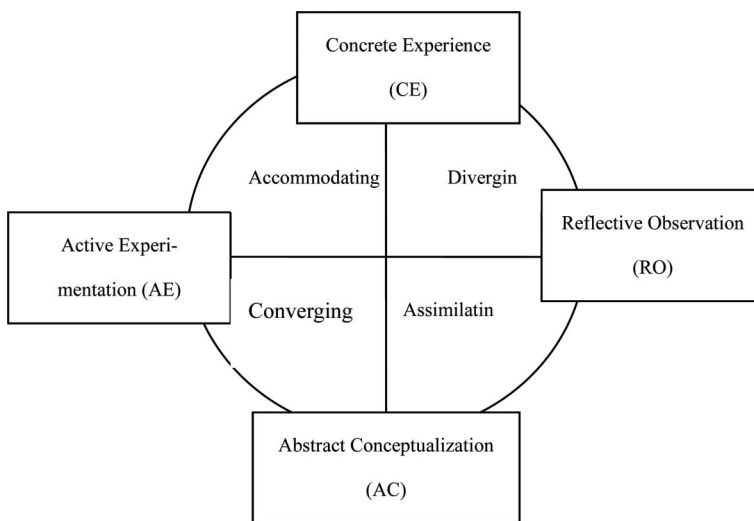 Concrete Experience
(CE)
Accommodating
Divergin
Active Experi-
mentation (AE)
Reflective Observation
(RO)
Converging
Assimilatin
Abstract Conceptualization
(AC)